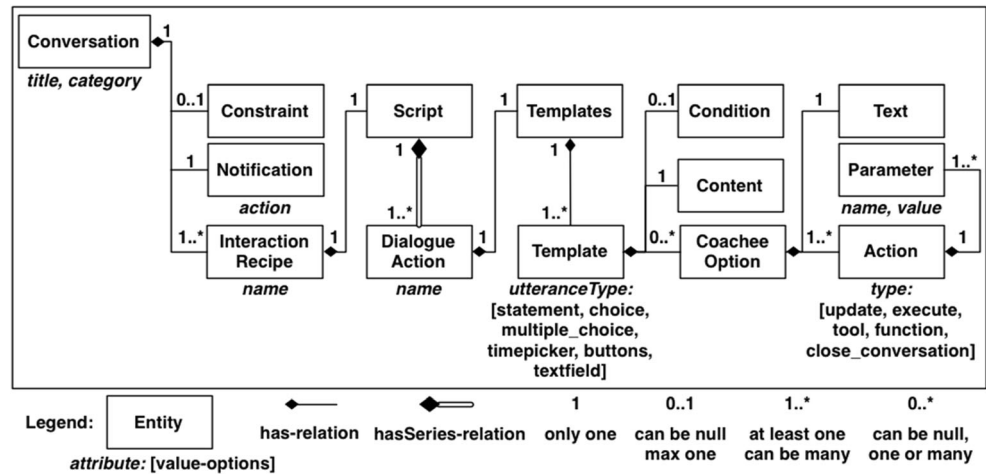 Conversation
1
title, category
0..1
Constraint
1
Script
1
Templates
0..1
Condition
1
Text
1
Notification
action
1
1
1
Content
Parameter
1..*
name, value
1..*
Interaction
Recipe
name
1
1..*
Dialogue
Action
name
1
1..*
Template
utteranceType:
[statement, choice,
multiple_choice,
timepicker, buttons,
textfield]
0..*
Coachee
Option
1..*
Action
1
type:
[update, execute,
tool, function,
close_conversation]
Legend:
Entity
attribute: [value-options]
has-relation
hasSeries-relation
1
only one
0..1
can be null
max one
1..*
at least one
can be many
0..*
can be null,
one or many